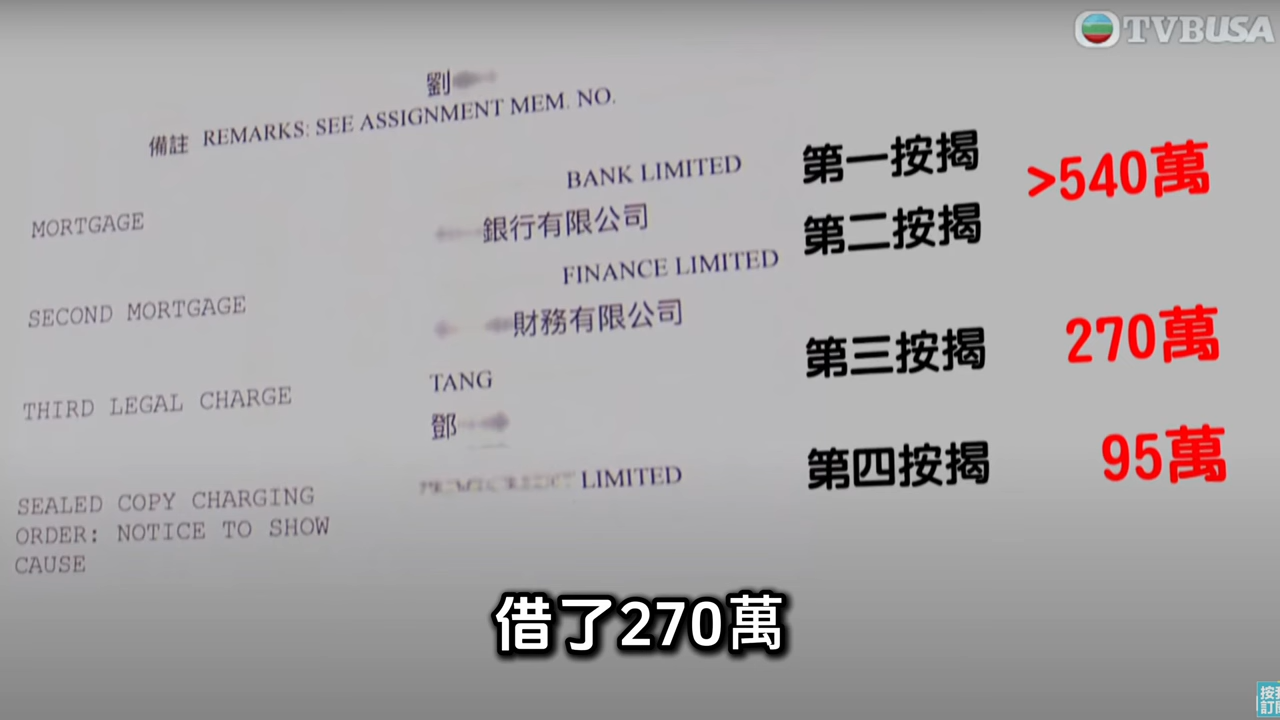 TVBUSA
劉
備註 REMARKS: SEE ASSIGNMENT MEM. NO.
BANK LIMITED
第一按揭
>540萬
MORTGAGE
銀行有限公司
第二按揭
FINANCE LIMITED
SECOND MORTGAGE
財務有限公司
第三按揭
270萬
TANG
THIRD LEGAL CHARGE
鄧
第四按揭
95萬
LIMITED
SEALED COPY CHARGING
ORDER: NOTICE TO SHOW
CAUSE
借了270萬